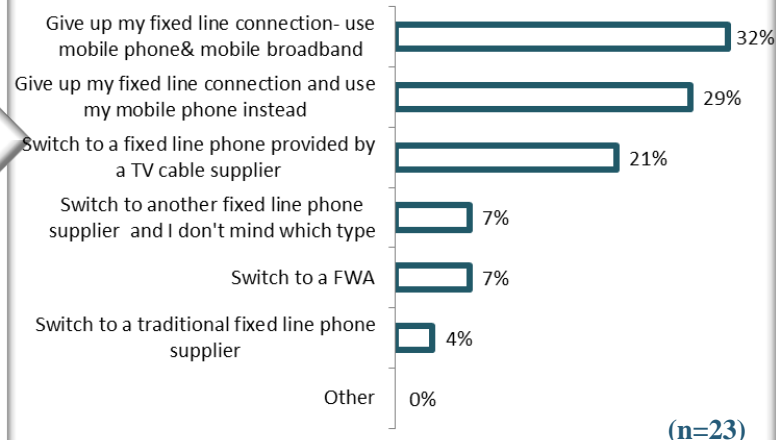 Give up my fixed line connection- use
mobile phone& mobile broadband
32%
Give up my fixed line connection and use
my mobile phone instead
29%
Switch to a fixed line phone provided by
a TV cable supplier
21%
Switch to another fixed line phone
supplier and I don't mind which type
7%
Switch to a FWA
7%
Switch to a traditional fixed line phone
supplier
4%
Other
0%
(n=23)